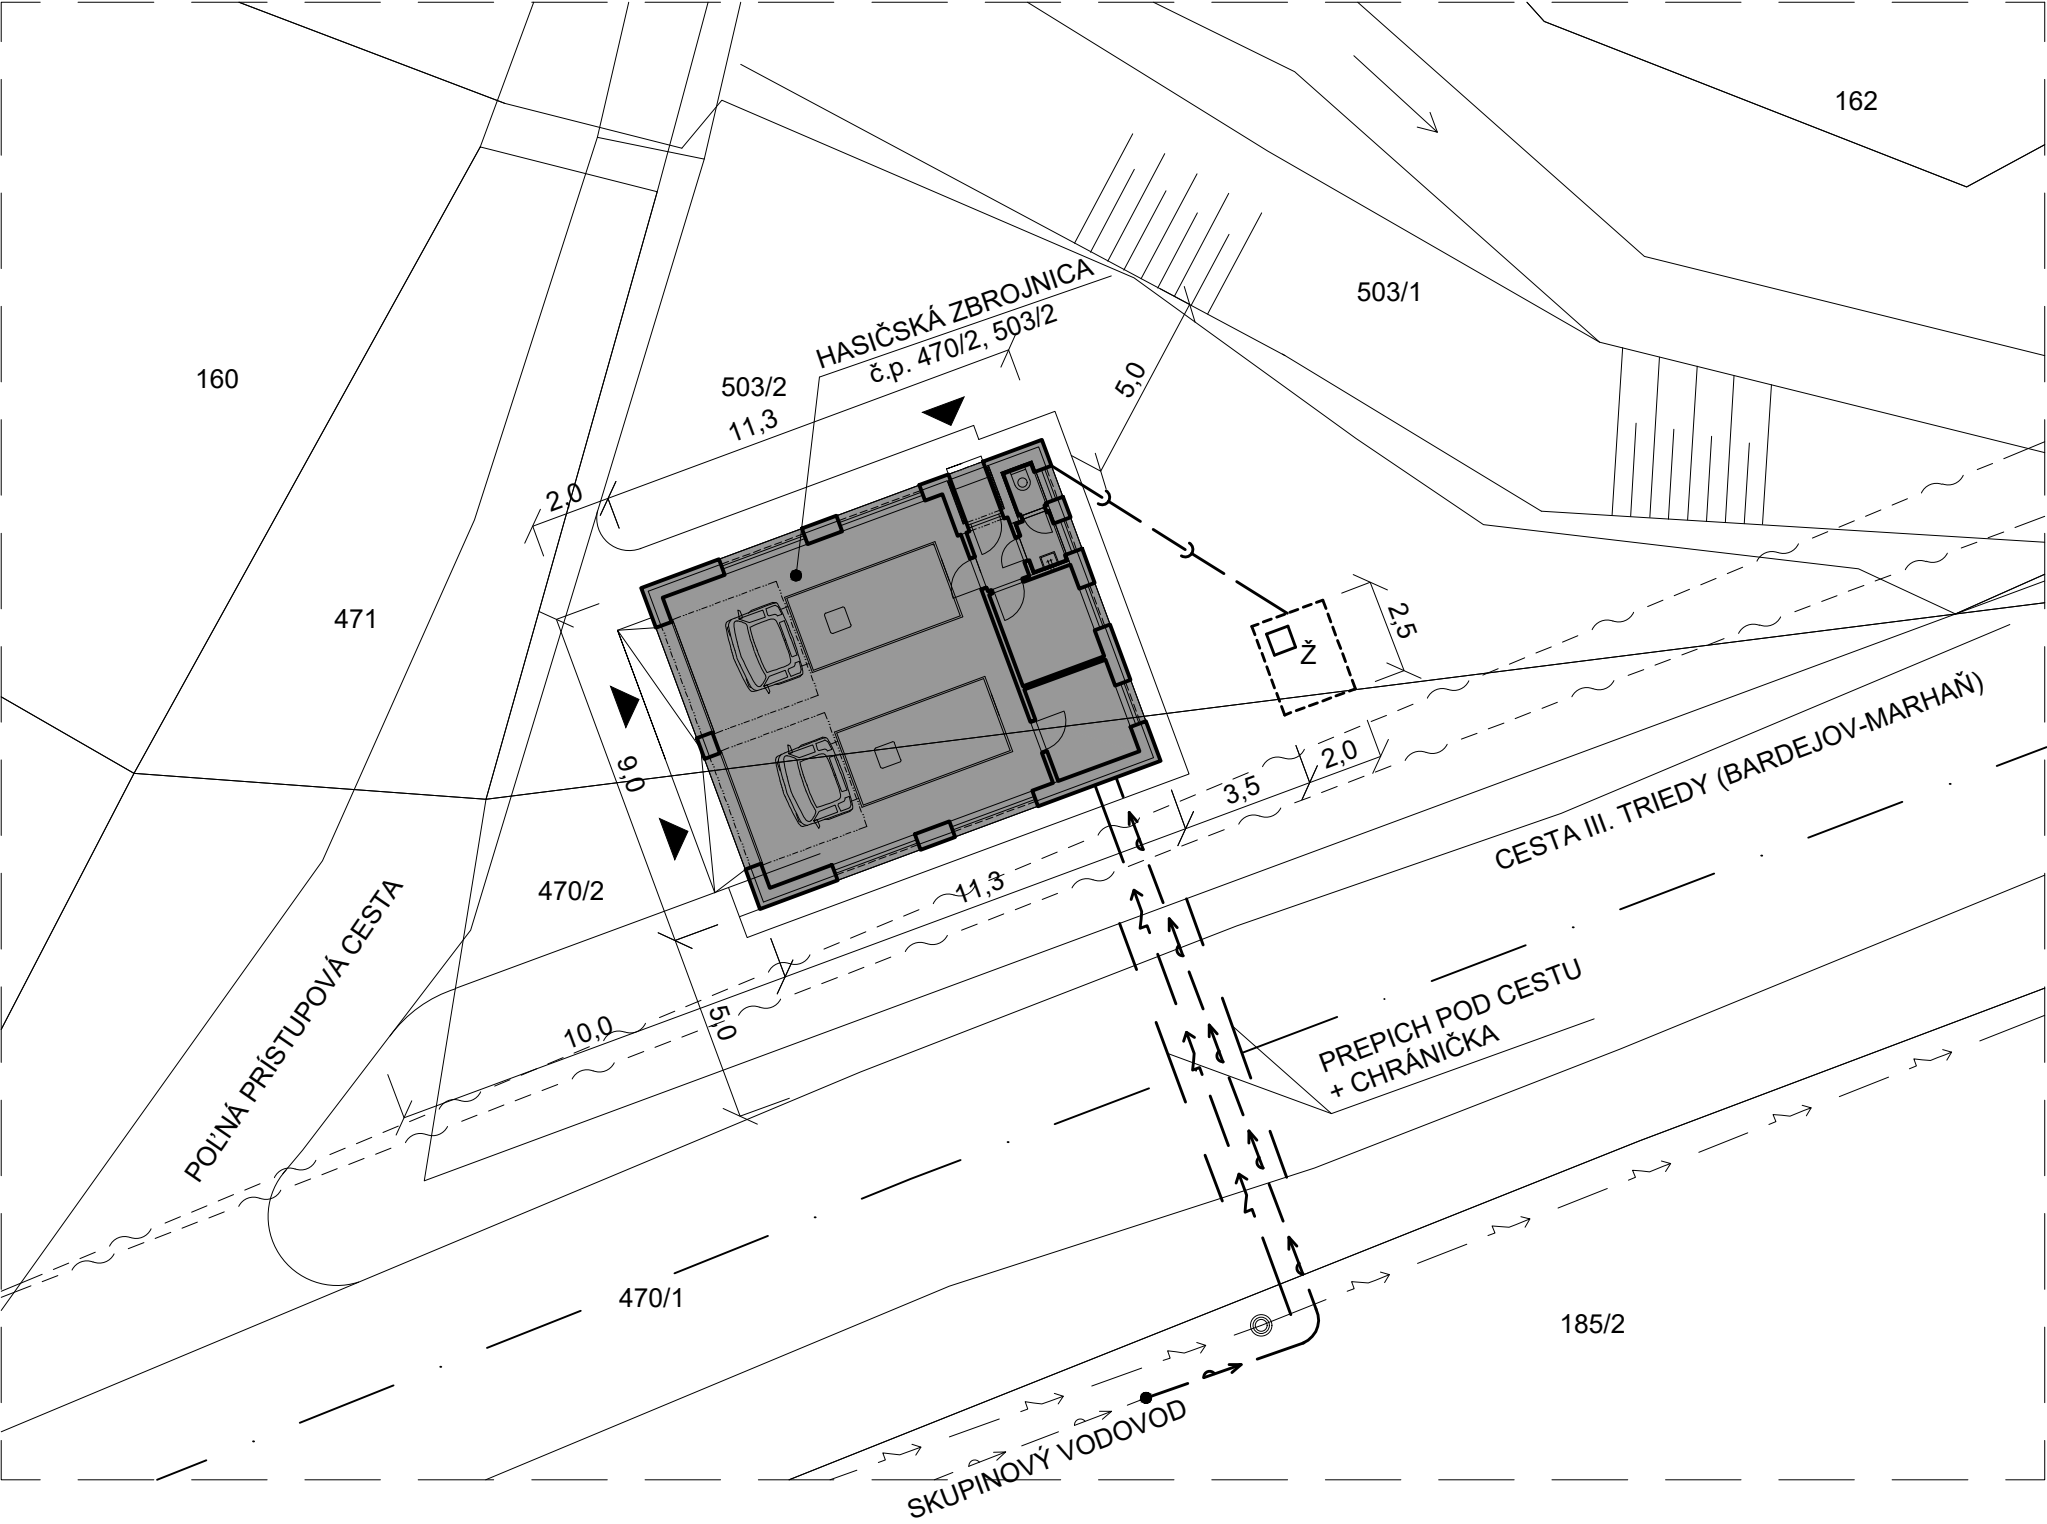 162
503/1
HASIČSKÁ ZBROJNICA
č.p. 470/2, 503/2
160
503/2
5,0
11,3
2,0
471
2,5
Ž
9,0
2,0
3,5
CESTA III. TRIEDY (BARDEJOV-MARHAŇ)
470/2
11,3
POĽNÁ PRÍSTUPOVÁ CESTA
10,0
5,0
PREPICH POD CESTU
+ CHRÁNIČKA
470/1
185/2
SKUPINOVÝ VODOVOD